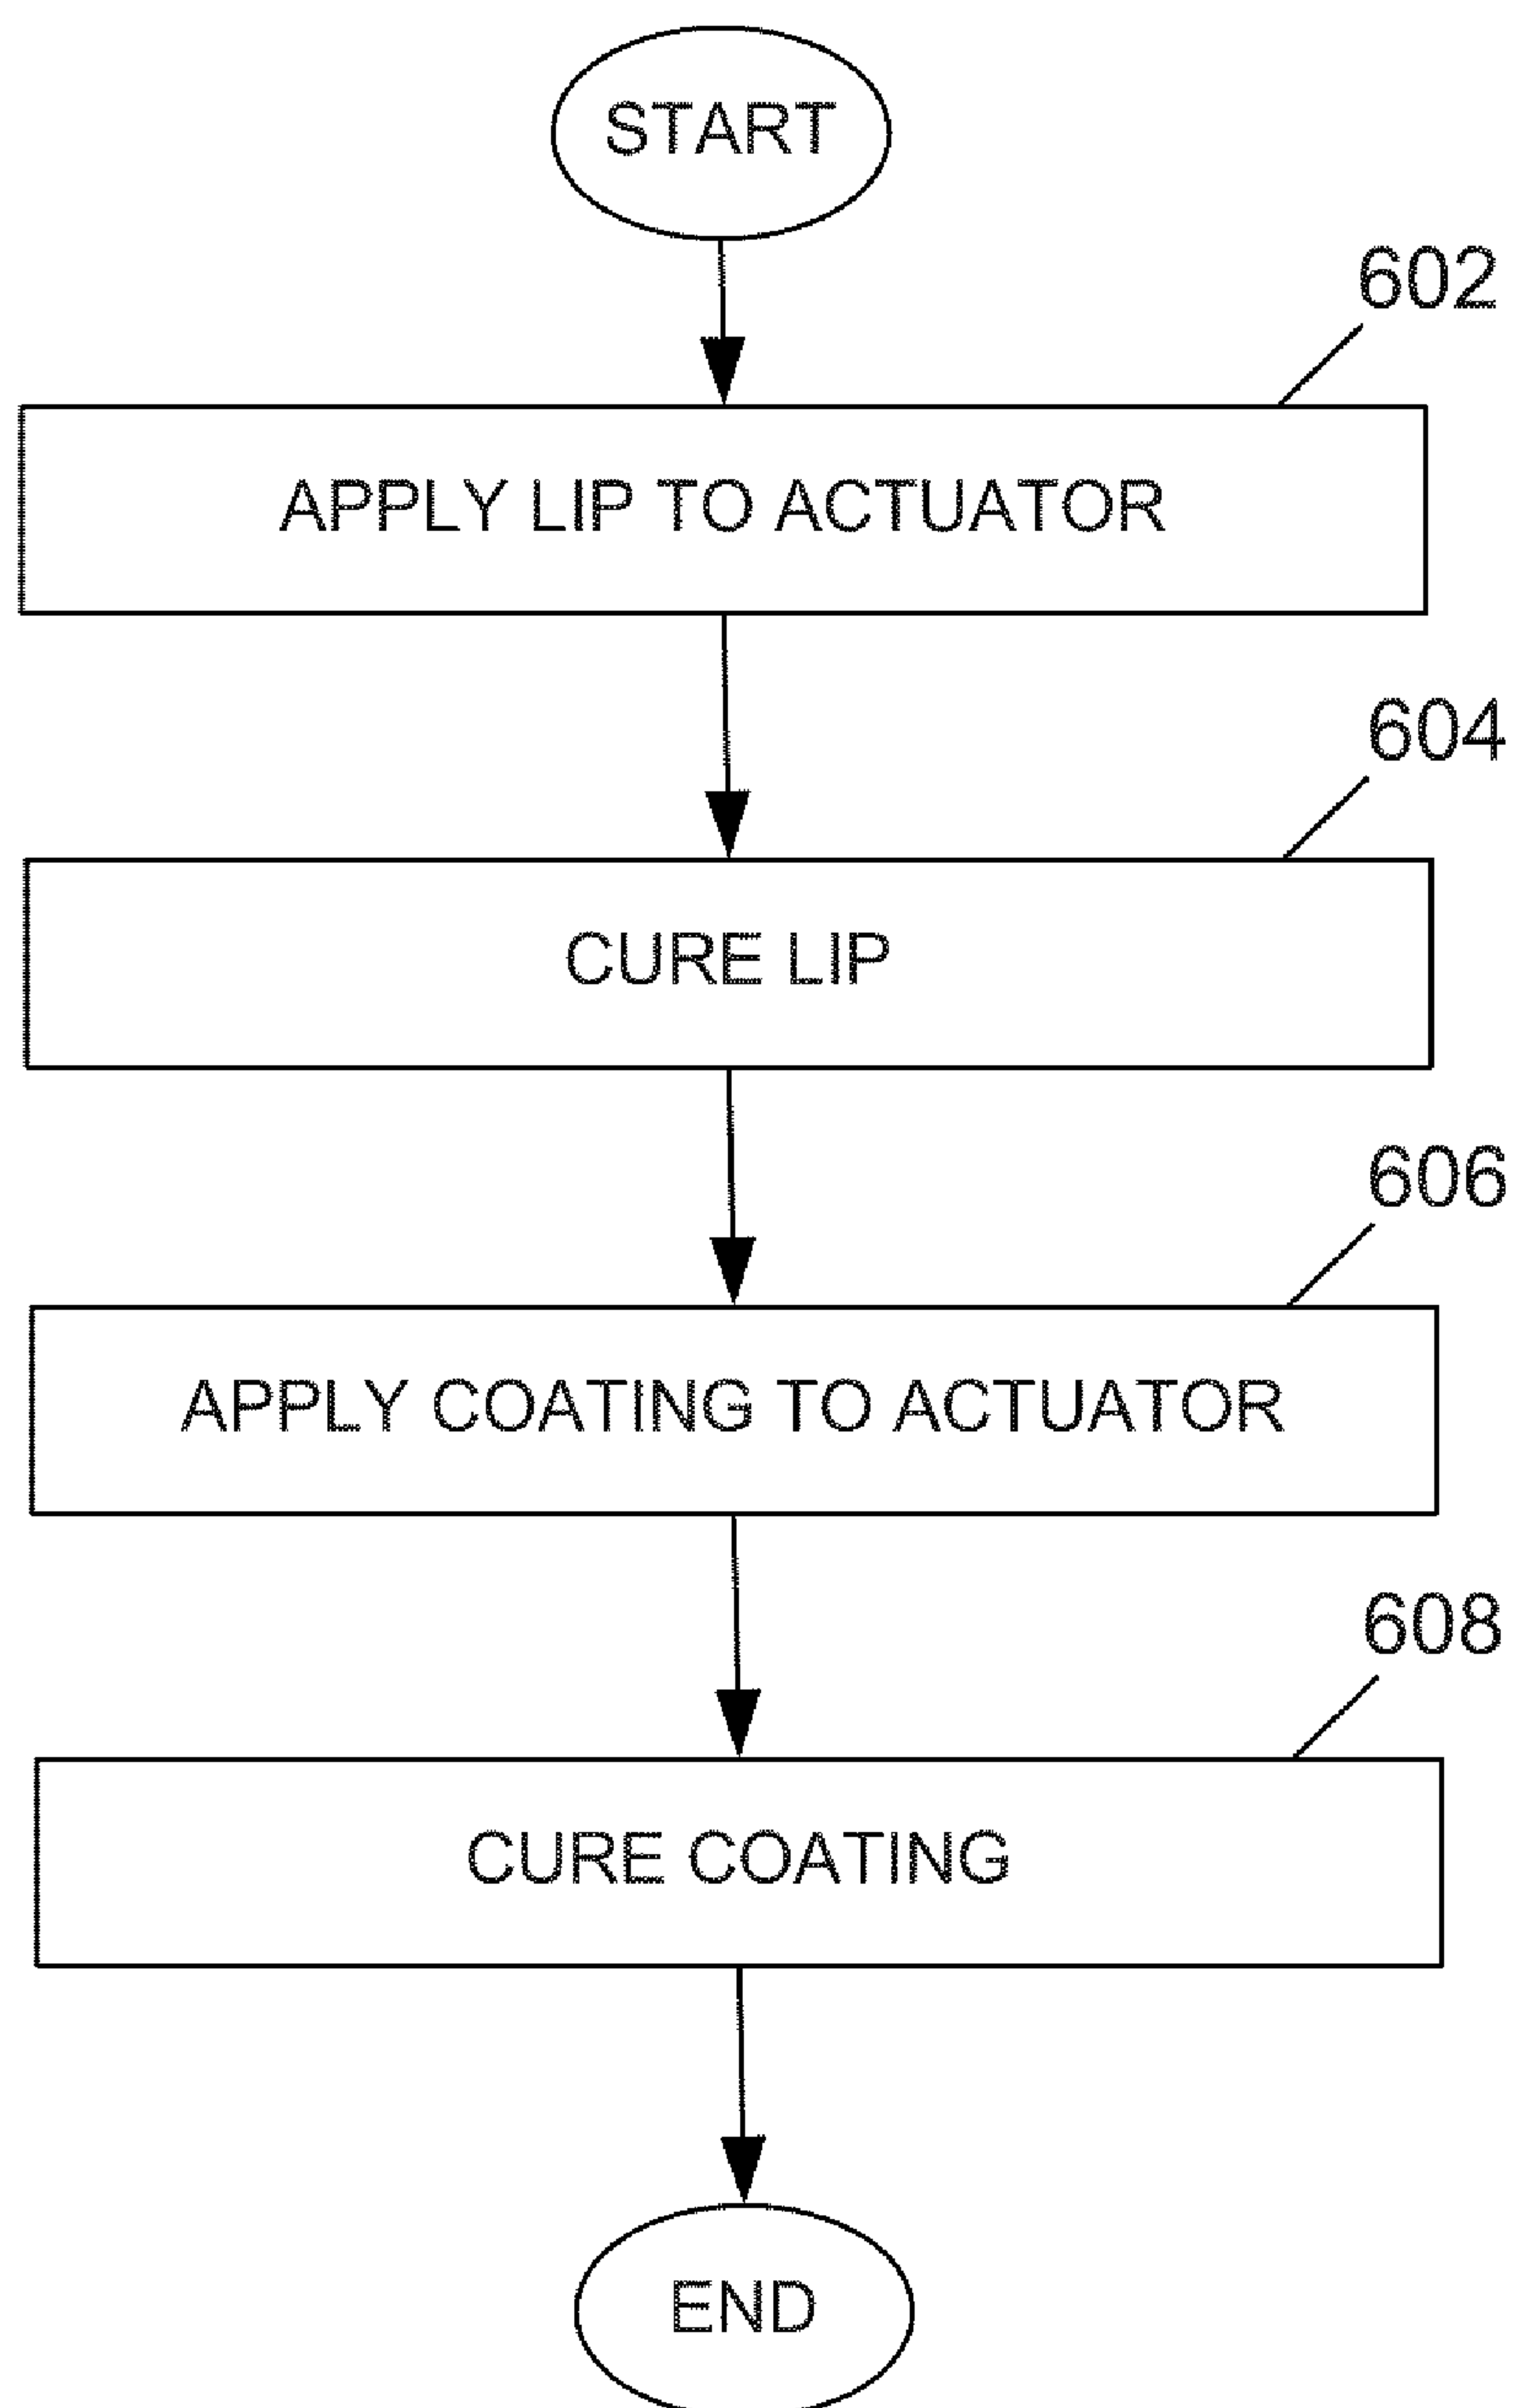 START
602
APPLY LIP TO ACTUATOR
604
CURE LIP
606
APPLY COATING TO ACTUATOR
608
CURE COATING
END